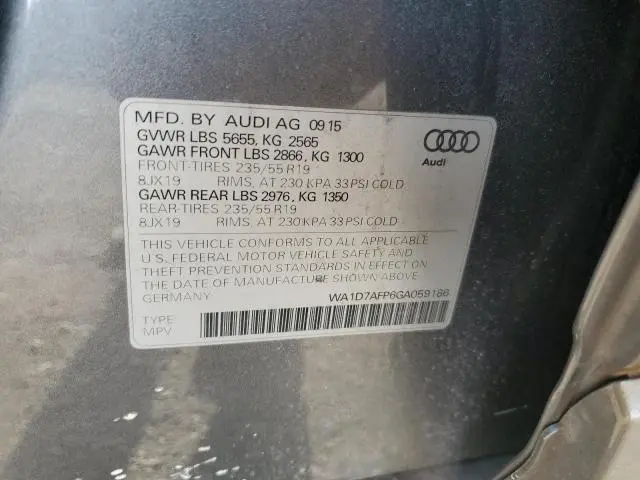 MFD. BY AUDI AG 09 15
GVWR LBS 5655, KG 2565
GAWR FRONT LBS 2866, KG 1300
FRONT-TIRES 235/55 R19
8JX19 RIMS, AT 230 KPA 33 PSI COLD
GAWR REAR LBS 2976, KG 1350
REAR-TIRES 235/55 R19
8JX19 RIMS, AT 230 KPA 33 PSI COLD
Audi
THIS VEHICLE CONFORMS TO ALL APPLICABLE
U.S. FEDERAL MOTOR VEHICLE SAFETY AND
THEFT PREVENTION STANDARDS IN EFFECT ON
THE DATE OF MANUFACTURE SHOWN ABOVE.
GERMANY WA1D7AFP6GA059186
TYPE
MPV